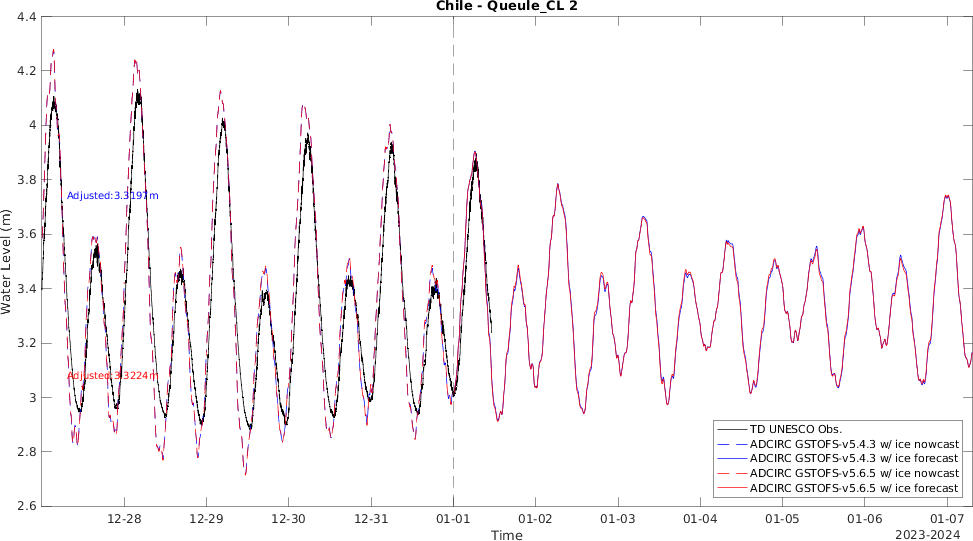 Chile - Queule_CL 2
4.4
4.2
4
3.8
3.6
3.4
3.2
3
2.8
2.6
Water Level (m)
Adjusted:3.3197m
Adjusted:3.3224m
TD UNESCO Obs.
ADCIRC GSTOFS-v5.4.3 w/ ice nowcast
ADCIRC GSTOFS-v5.4.3 w/ ice forecast
ADCIRC GSTOFS-v5.6.5 w/ ice nowcast
ADCIRC GSTOFS-v5.6.5 w/ ice forecast
12-28 12-29 12-30 12-31 01-01 01-02 01-03 01-04 01-05 01-06 01-07
Time
2023-2024